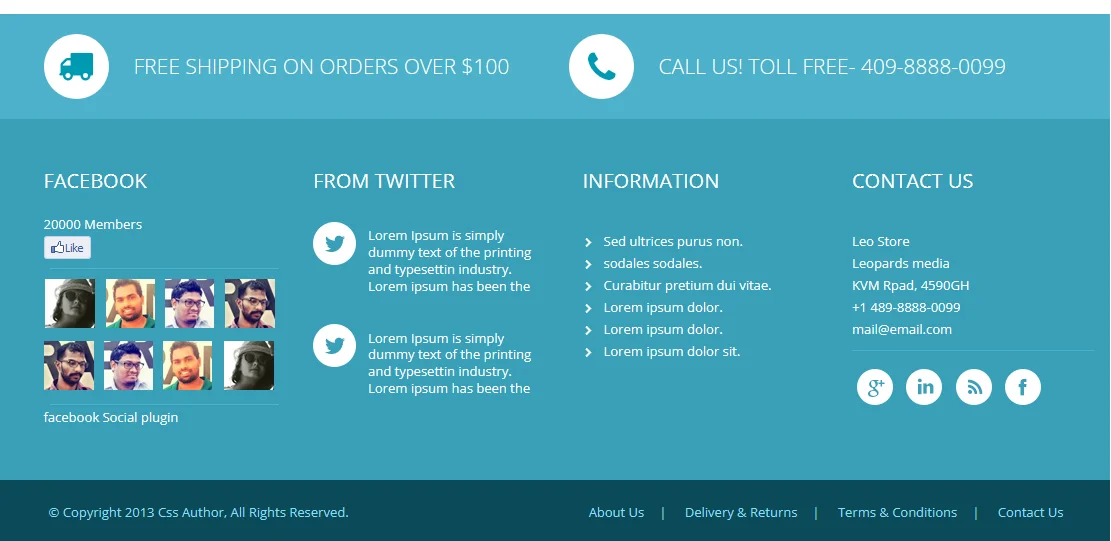 FREE SHIPPING ON ORDERS OVER $100
CALL US! TOLL FREE- 409-8888-0099
FACEBOOK
20000 Members
Like
facebook Social plugin
FROM TWITTER
Lorem Ipsum is simply
dummy text of the printing
and typesettin industry.
Lorem ipsum has been the
Lorem Ipsum is simply
dummy text of the printing
and typesettin industry.
Lorem ipsum has been the
INFORMATION
Sed ultrices purus non.
sodales sodales.
Curabitur pretium dui vitae.
Lorem ipsum dolor.
Lorem ipsum dolor.
Lorem ipsum dolor sit.
CONTACT US
Leo Store
Leopards media
KVM Rpad, 4590GH
+1 489-8888-0099
mail@email.com
g+ in f
© Copyright 2013 Css Author, All Rights Reserved.
About Us | Delivery & Returns | Terms & Conditions | Contact Us